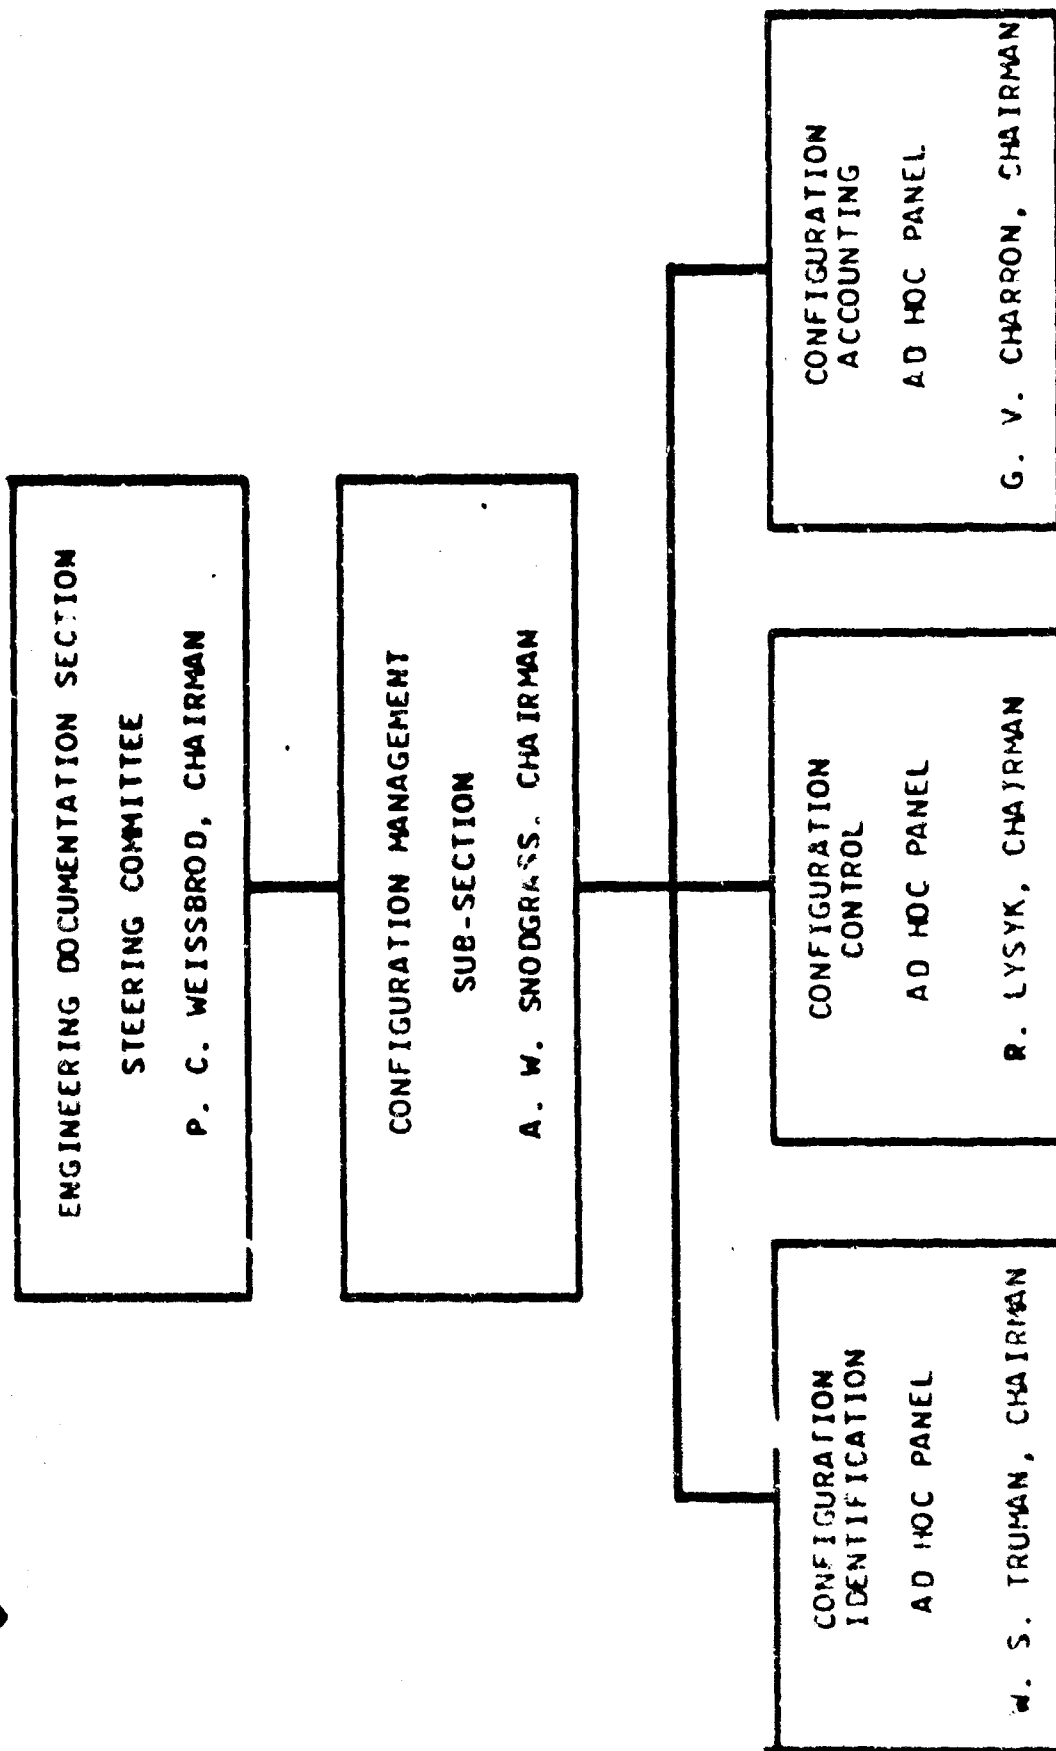 ENGINEERING DOCUMENTATION SECTION
STEERING COMMITTEE
P. C. WEISSBROD, CHAIRMAN
CONFIGURATION MANAGEMENT
SUB-SECTION
A. W. SNODGRASS. CHAIRMAN
CONFIGURATION
IDENTIFICATION
AD HOC PANEL
W. S. TRUMAN, CHAIRMAN
CONFIGURATION
CONTROL
AD HOC PANEL
R. LYSYK, CHAIRMAN
CONFIGURATION
ACCOUNTING
AD HOC PANEL
G. V. CHARRON, CHAIRMAN